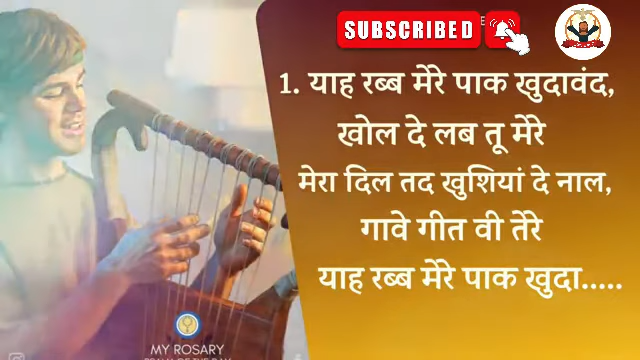 SUBSCRIBED
1. याह रब्ब मेरे पाक खुदावंद,
खोल दे लब तू मेरे
मेरा दिल तद खुशियां दे नाल,
गावे गीत वी तेरे
याह रब्ब मेरे पाक खुदा.....
MY ROSARY